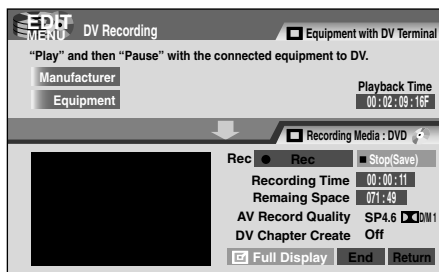 EDIT
MENU
DV Recording
Equipment with DV Terminal
“Play” and then “Pause” with the connected equipment to DV.
Manufacturer
Equipment
Playback Time
00 : 02 : 09 : 16F
Recording Media : DVD
Rec ● Rec ■ Stop(Save)
Recording Time 00 : 00 : 11
Remaing Space 071 : 49
AV Record Quality SP4.6 D/M1
DV Chapter Create Off
Full Display End Return